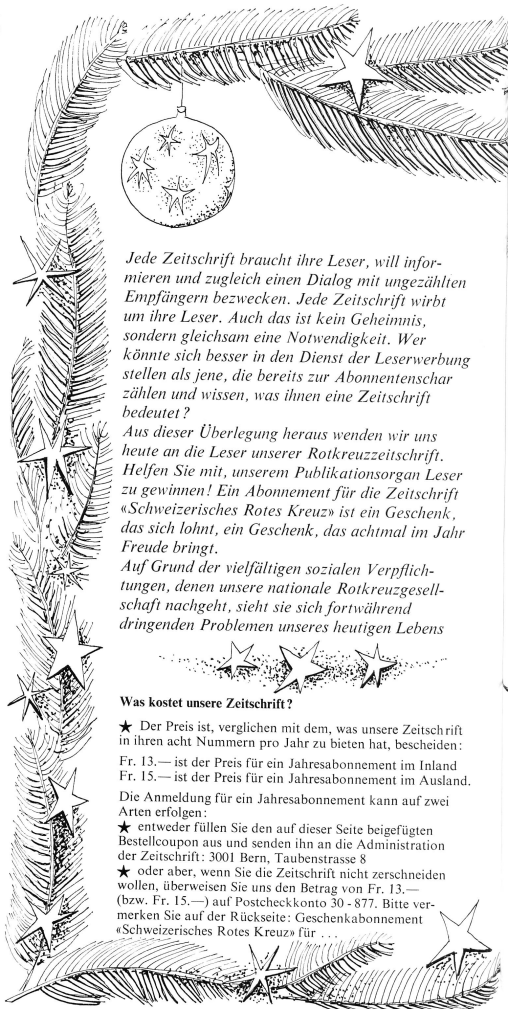 Jede Zeitschrift braucht ihre Leser, will infor-
mieren und zugleich einen Dialog mit ungezählten
Empfängern bezwecken. Jede Zeitschrift wirbt
um ihre Leser. Auch das ist kein Geheimnis,
sondern gleichsam eine Notwendigkeit. Wer
könnte sich besser in den Dienst der Leserwerbung
stellen als jene, die bereits zur Abonnentenschar
zählen und wissen, was ihnen eine Zeitschrift
bedeutet?
Aus dieser Überlegung heraus wenden wir uns
heute an die Leser unserer Rotkreuzzeitschrift.
Helfen Sie mit, unserem Publikationsorgan Leser
zu gewinnen! Ein Abonnement für die Zeitschrift
«Schweizerisches Rotes Kreuz» ist ein Geschenk,
das sich lohnt, ein Geschenk, das achtmal im Jahr
Freude bringt.
Auf Grund der vielfältigen sozialen Verpflich-
tungen, denen unsere nationale Rotkreuzgesell-
schaft nachgeht, sieht sie sich fortwährend
dringenden Problemen unseres heutigen Lebens
Was kostet unsere Zeitschrift?
★ Der Preis ist, verglichen mit dem, was unsere Zeitschrift
in ihren acht Nummern pro Jahr zu bieten hat, bescheiden:
Fr. 13.— ist der Preis für ein Jahresabonnement im Inland
Fr. 15.— ist der Preis für ein Jahresabonnement im Ausland.
Die Anmeldung für ein Jahresabonnement kann auf zwei
Arten erfolgen:
★ entweder füllen Sie den auf dieser Seite beigefügten
Bestellcoupon aus und senden ihn an die Administration
der Zeitschrift: 3001 Bern, Taubenstrasse 8
★ oder aber, wenn Sie die Zeitschrift nicht zerschneiden
wollen, überweisen Sie uns den Betrag von Fr. 13.—
(bzw. Fr. 15.—) auf Postcheckkonto 30 - 877. Bitte ver-
merken Sie auf der Rückseite: Geschenkabonnement
«Schweizerisches Rotes Kreuz» für ...